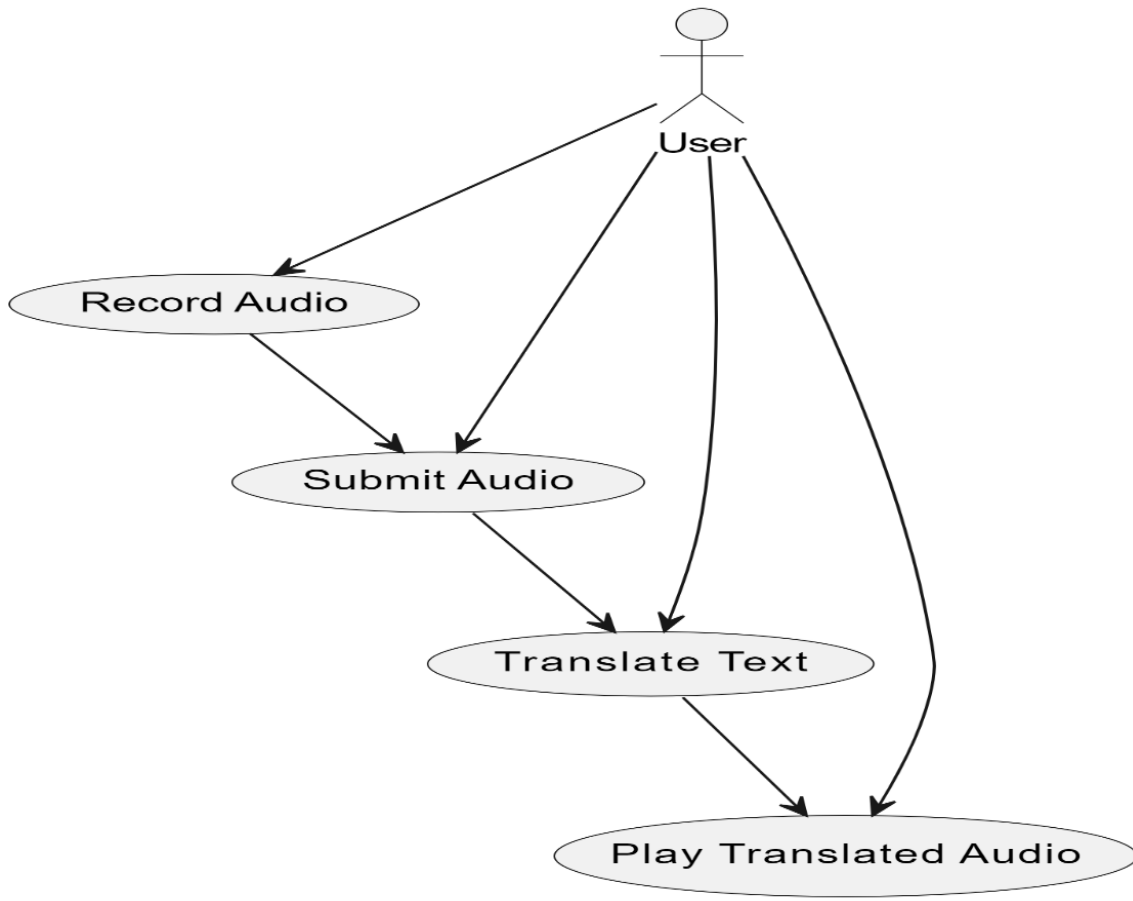 User
Record Audio
Submit Audio
Translate Text
Play Translated Audio